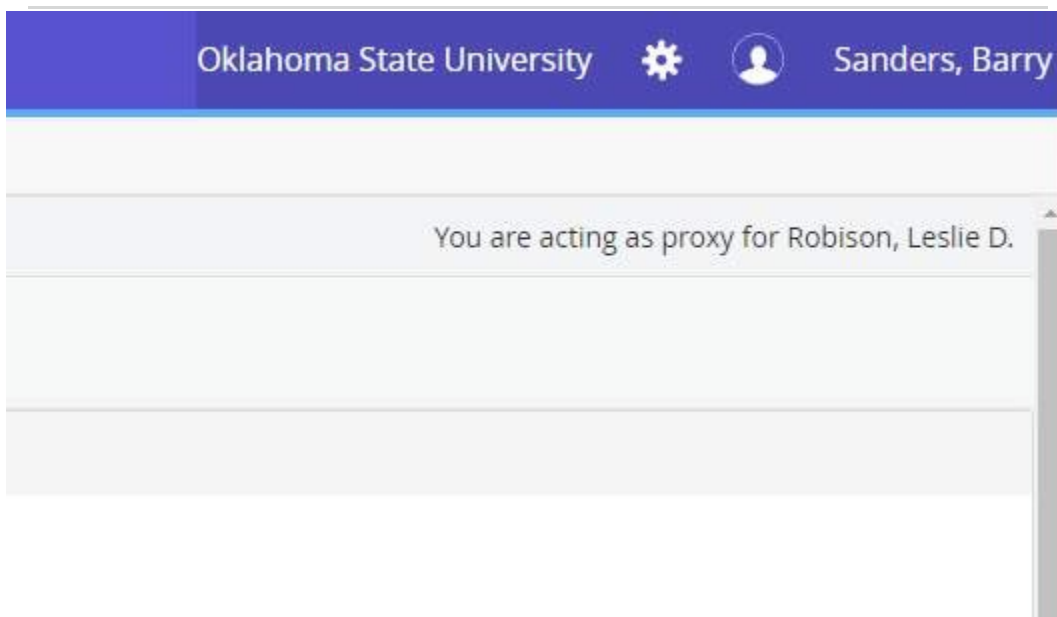 Oklahoma State University Sanders, Barry
You are acting as proxy for Robison, Leslie D.